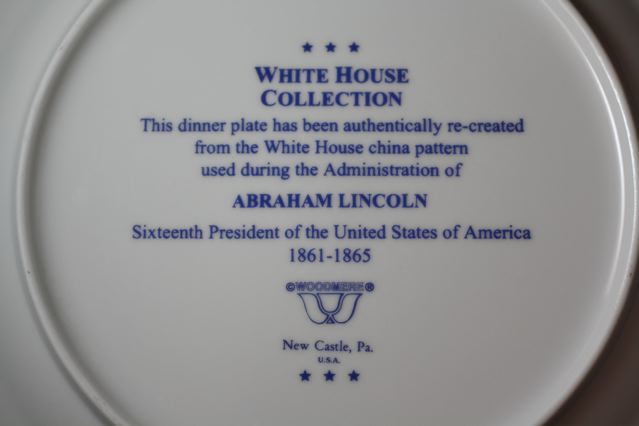 ★ ★ ★
WHITE HOUSE
COLLECTION
This dinner plate has been authentically re-created
from the White House china pattern
used during the Administration of
ABRAHAM LINCOLN
Sixteenth President of the United States of America
1861-1865
©WOODMERE®
New Castle, Pa.
U.S.A.
★ ★ ★